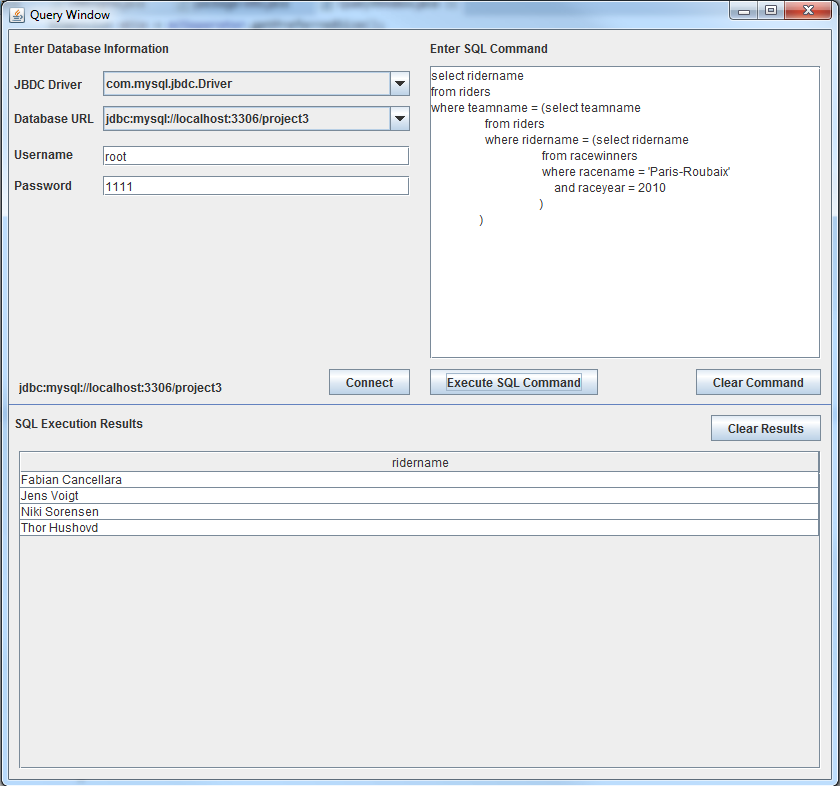 Query Window
Enter Database Information
JBDC Driver
com.mysql.jbdc.Driver
Database URL
jdbc:mysql://localhost:3306/project3
Username
root
Password
1111
jdbc:mysql://localhost:3306/project3
Connect
Enter SQL Command
select ridername
from riders
where teamname = (select teamname
from riders
where ridername = (select ridername
from racewinners
where racename = 'Paris-Roubaix'
and raceyear = 2010
)
)
Execute SQL Command
Clear Command
SQL Execution Results
Clear Results
ridername
Fabian Cancellara
Jens Voigt
Niki Sorensen
Thor Hushovd